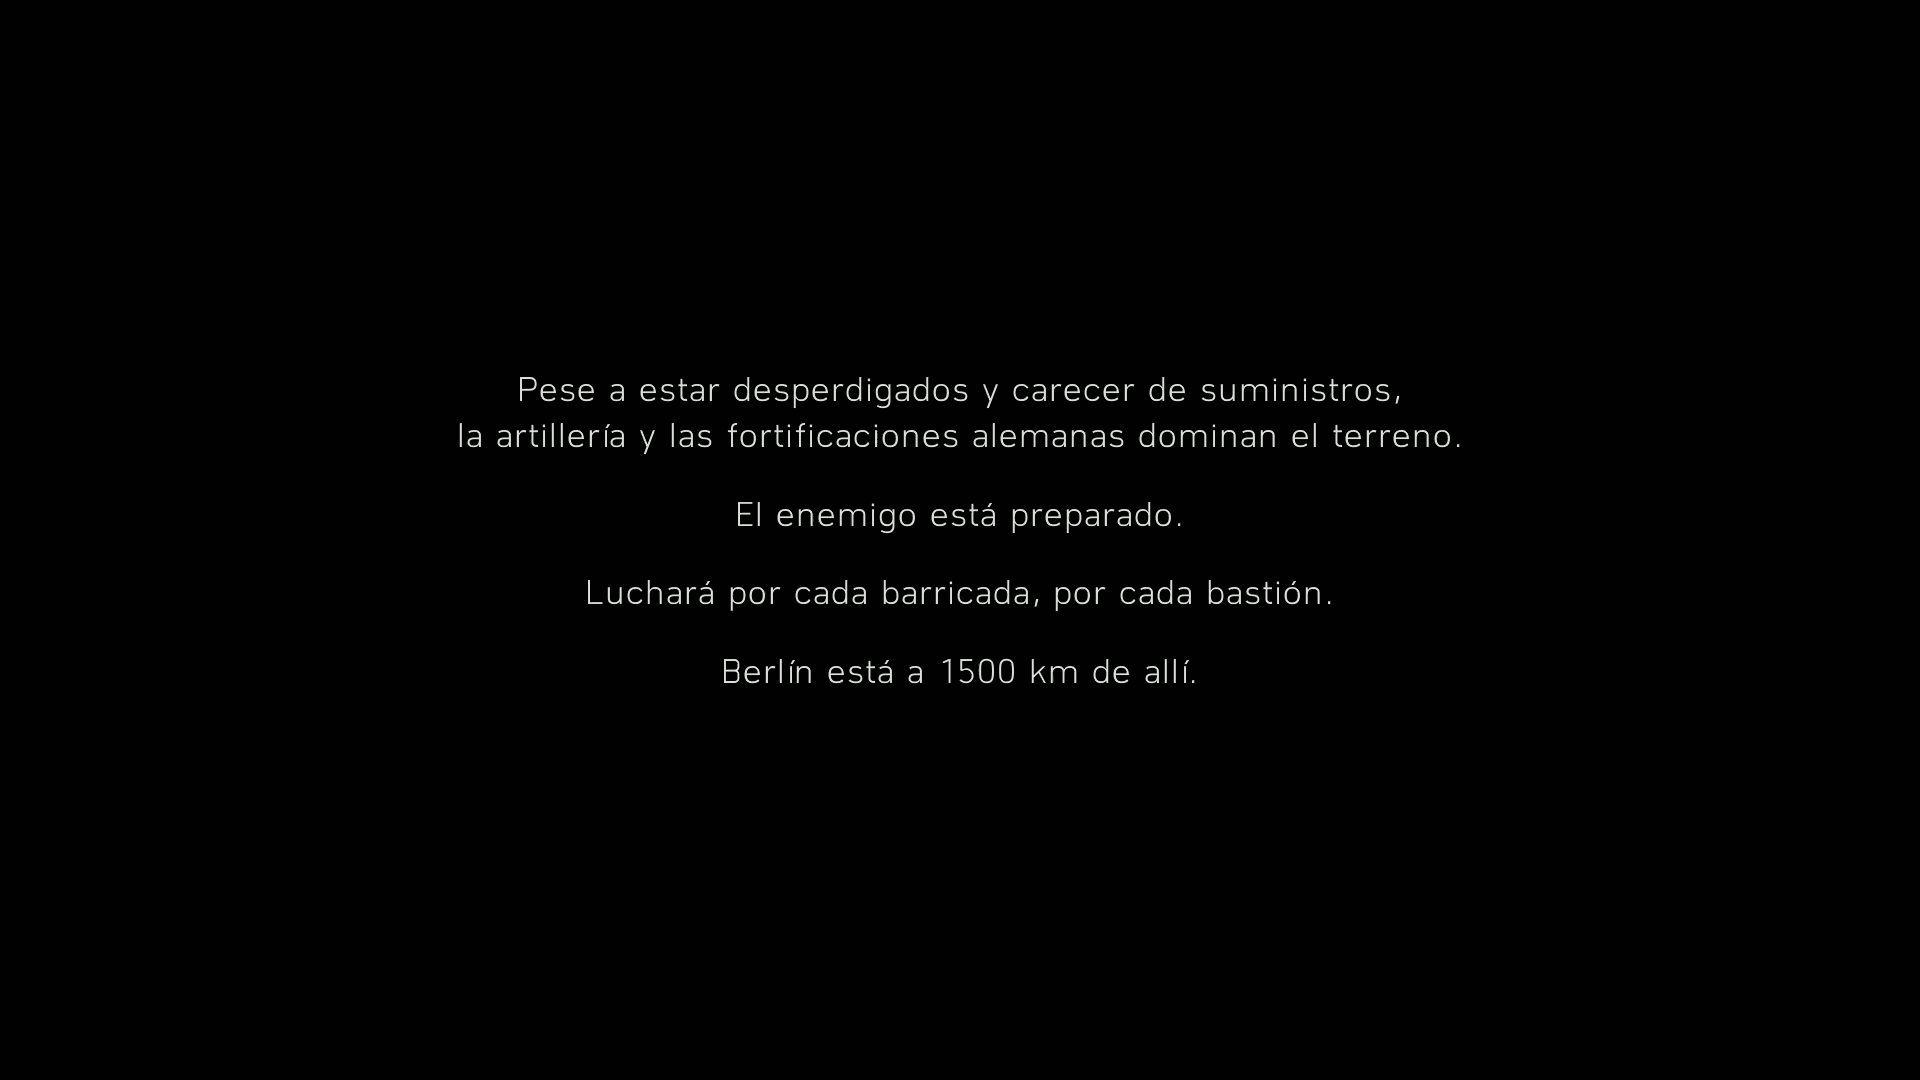 Pese a estar desperdigados y carecer de suministros,
la artillería y las fortificaciones alemanas dominan el terreno.
El enemigo está preparado.
Luchará por cada barricada, por cada bastión.
Berlín está a 1500 km de allí.